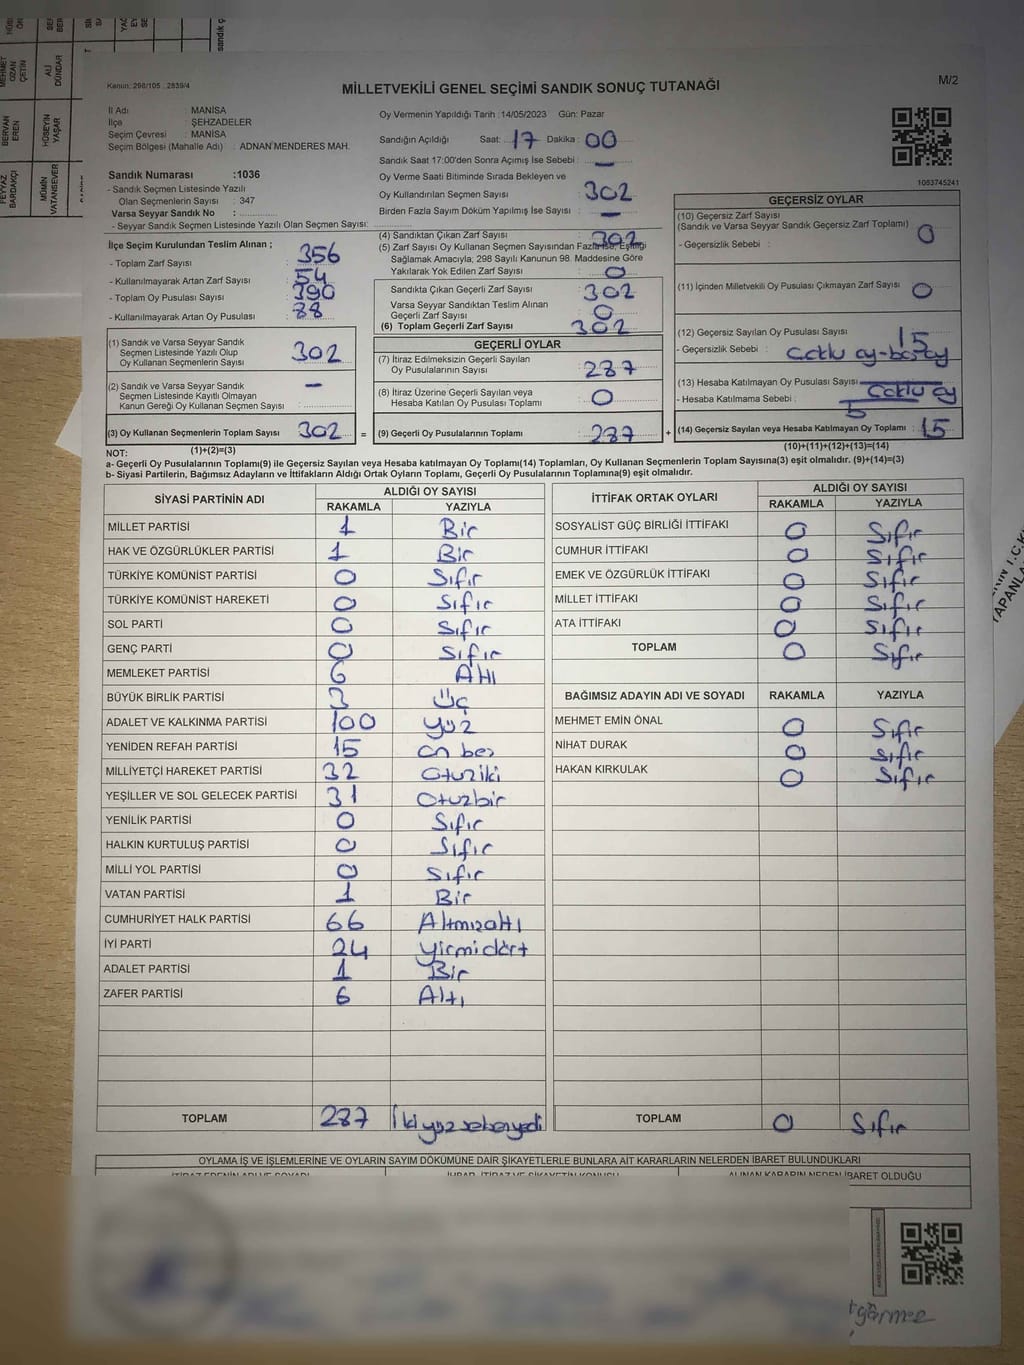 Kanun: 298/105 , 2839/4
MİLLETVEKİLİ GENEL SEÇİMİ SANDIK SONUÇ TUTANAĞI
M/2
İl Adı : MANİSA
İlçe : ŞEHZADELER
Seçim Çevresi : MANİSA
Seçim Bölgesi (Mahalle Adı) : ADNAN MENDERES MAH.
Sandık Numarası :1036
- Sandık Seçmen Listesinde Yazılı
Olan Seçmenlerin Sayısı : 347
Varsa Seyyar Sandık No :
- Seyyar Sandık Seçmen Listesinde Yazılı Olan Seçmen Sayısı:
Oy Vermenin Yapıldığı Tarih : 14/05/2023 Gün: Pazar
Sandığın Açıldığı Saat: 17 Dakika : 00
Sandık Saat 17:00'den Sonra Açımış İse Sebebi : –
Oy Verme Saati Bitiminde Sırada Bekleyen ve
Oy Kullandırılan Seçmen Sayısı : 302
Birden Fazla Sayım Döküm Yapılmış İse Sayısı : –
1053745241
İlçe Seçim Kurulundan Teslim Alınan ;
- Toplam Zarf Sayısı : 356
- Kullanılmayarak Artan Zarf Sayısı : 54
- Toplam Oy Pusulası Sayısı : 390
- Kullanılmayarak Artan Oy Pusulası : 88
(4) Sandıktan Çıkan Zarf Sayısı : 302
(5) Zarf Sayısı Oy Kullanan Seçmen Sayısından Fazla İse, Eşitliği
Sağlamak Amacıyla; 298 Sayılı Kanunun 98. Maddesine Göre
Yakılarak Yok Edilen Zarf Sayısı : 0
Sandıkta Çıkan Geçerli Zarf Sayısı : 302
Varsa Seyyar Sandıktan Teslim Alınan
Geçerli Zarf Sayısı : 0
(6) Toplam Geçerli Zarf Sayısı : 302
GEÇERSİZ OYLAR
(10) Geçersiz Zarf Sayısı
(Sandık ve Varsa Seyyar Sandık Geçersiz Zarf Toplamı) : 0
- Geçersizlik Sebebi :
(11) İçinden Milletvekili Oy Pusulası Çıkmayan Zarf Sayısı : 0
(12) Geçersiz Sayılan Oy Pusulası Sayısı : 15
- Geçersizlik Sebebi :
(13) Hesaba Katılmayan Oy Pusulası Sayısı
- Hesaba Katılmama Sebebi :
(14) Geçersiz Sayılan veya Hesaba Katılmayan Oy Toplamı : 15
(10)+(11)+(12)+(13)=(14)
(1) Sandık ve Varsa Seyyar Sandık
Seçmen Listesinde Yazılı Olup
Oy Kullanan Seçmenlerin Sayısı : 302
(2) Sandık ve Varsa Seyyar Sandık
Seçmen Listesinde Kayıtlı Olmayan
Kanun Gereği Oy Kullanan Seçmen Sayısı : –
(3) Oy Kullanan Seçmenlerin Toplam Sayısı : 302 =
(1)+(2)=(3)
GEÇERLİ OYLAR
(7) İtiraz Edilmeksizin Geçerli Sayılan
Oy Pusulalarının Sayısı : 287
(8) İtiraz Üzerine Geçerli Sayılan veya
Hesaba Katılan Oy Pusulası Toplamı : 0
(9) Geçerli Oy Pusulalarının Toplamı : 287 +
NOT:
a- Geçerli Oy Pusulalarının Toplamı(9) ile Geçersiz Sayılan veya Hesaba katılmayan Oy Toplamı(14) Toplamları, Oy Kullanan Seçmenlerin Toplam Sayısına(3) eşit olmalıdır. (9)+(14)=(3)
b- Siyasi Partilerin, Bağımsız Adayların ve İttifakların Aldığı Ortak Oyların Toplamı, Geçerli Oy Pusulalarının Toplamına(9) eşit olmalıdır.
SİYASİ PARTİNİN ADI ALDIĞI OY SAYISI
RAKAMLA YAZIYLA
MİLLET PARTİSİ 1 Bir
HAK VE ÖZGÜRLÜKLER PARTİSİ 1 Bir
TÜRKİYE KOMÜNİST PARTİSİ 0 Sıfır
TÜRKİYE KOMÜNİST HAREKETİ 0 Sıfır
SOL PARTİ 0 Sıfır
GENÇ PARTİ 0 Sıfır
MEMLEKET PARTİSİ 6 Altı
BÜYÜK BİRLİK PARTİSİ 3 Üç
ADALET VE KALKINMA PARTİSİ 100 Yüz
YENİDEN REFAH PARTİSİ 15 on beş
MİLLİYETÇİ HAREKET PARTİSİ 32 Otuziki
YEŞİLLER VE SOL GELECEK PARTİSİ 31 Otuzbir
YENİLİK PARTİSİ 0 Sıfır
HALKIN KURTULUŞ PARTİSİ 0 Sıfır
MİLLİ YOL PARTİSİ 0 Sıfır
VATAN PARTİSİ 1 Bir
CUMHURİYET HALK PARTİSİ 66 Altmışaltı
İYİ PARTİ 24 Yirmidört
ADALET PARTİSİ 1 Bir
ZAFER PARTİSİ 6 Altı
TOPLAM 287 İkiyüzseksenyedi
İTTİFAK ORTAK OYLARI ALDIĞI OY SAYISI
RAKAMLA YAZIYLA
SOSYALİST GÜÇ BİRLİĞİ İTTİFAKI 0 Sıfır
CUMHUR İTTİFAKI 0 Sıfır
EMEK VE ÖZGÜRLÜK İTTİFAKI 0 Sıfır
MİLLET İTTİFAKI 0 Sıfır
ATA İTTİFAKI 0 Sıfır
TOPLAM 0 Sıfır
BAĞIMSIZ ADAYIN ADI VE SOYADI RAKAMLA YAZIYLA
MEHMET EMİN ÖNAL 0 Sıfır
NİHAT DURAK 0 Sıfır
HAKAN KIRKULAK 0 Sıfır
TOPLAM 0 Sıfır
OYLAMA İŞ VE İŞLEMLERİNE VE OYLARIN SAYIM DÖKÜMÜNE DAİR ŞİKAYETLERLE BUNLARA AİT KARARLARIN NELERDEN İBARET BULUNDUKLARI
ALINAN KARARIN NEDEN İBARET OLDUĞU
MEHMET OZAN ÇETİN
ALİ DÜNDAR
BERVAN EREN
HÜSEYİN YAŞAR
FEYYAZ BARDAKÇI
MÜMİN VATANSEVER